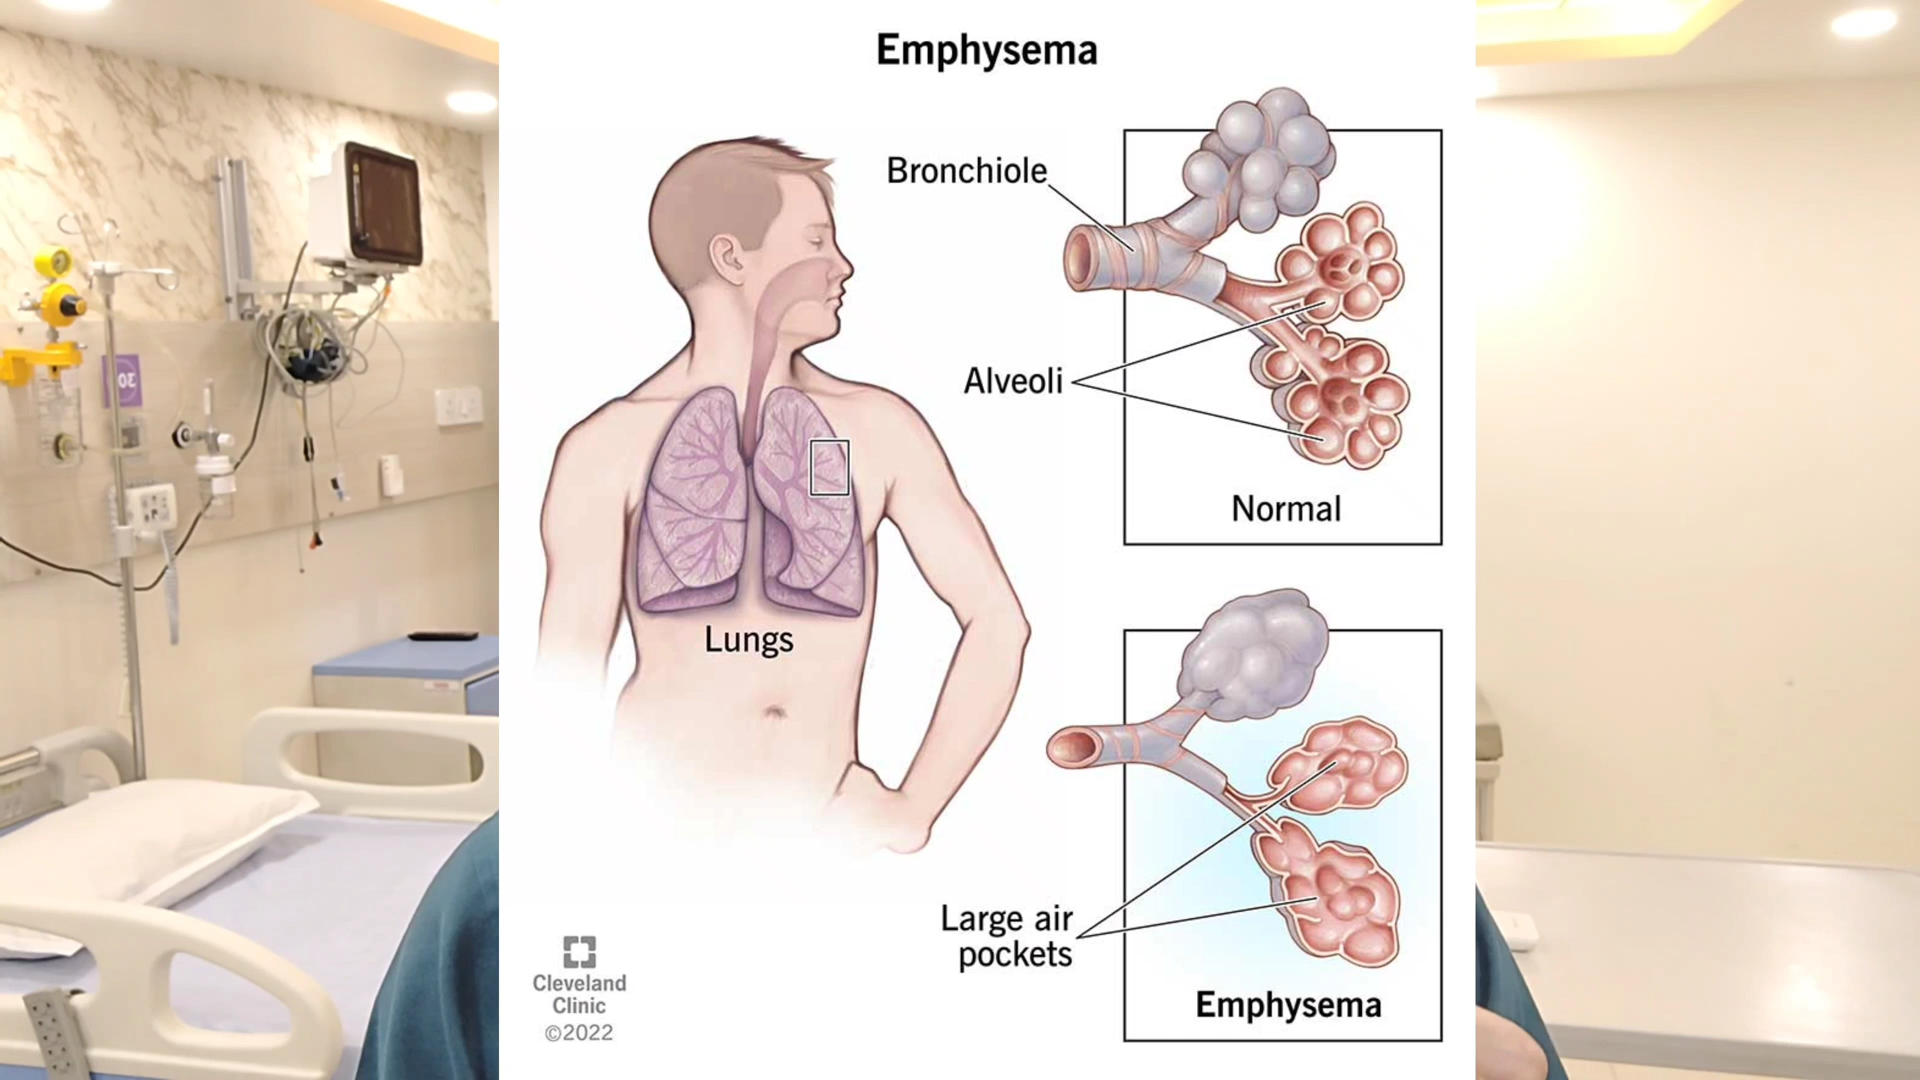 Emphysema
Bronchiole
Alveoli
Normal
Lungs
Large air
pockets
Emphysema
Cleveland
Clinic
©2022